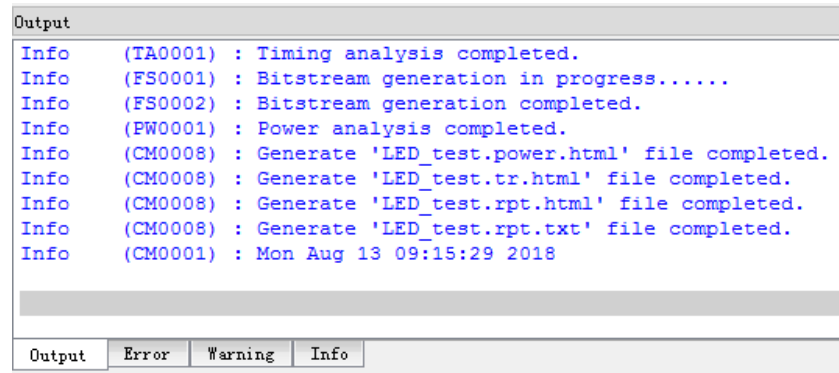 Output
Info (TA0001) : Timing analysis completed.
Info (FS0001) : Bitstream generation in progress......
Info (FS0002) : Bitstream generation completed.
Info (PW0001) : Power analysis completed.
Info (CM0008) : Generate 'LED_test.power.html' file completed.
Info (CM0008) : Generate 'LED_test.tr.html' file completed.
Info (CM0008) : Generate 'LED_test.rpt.html' file completed.
Info (CM0008) : Generate 'LED_test.rpt.txt' file completed.
Info (CM0001) : Mon Aug 13 09:15:29 2018
Output Error Warning Info